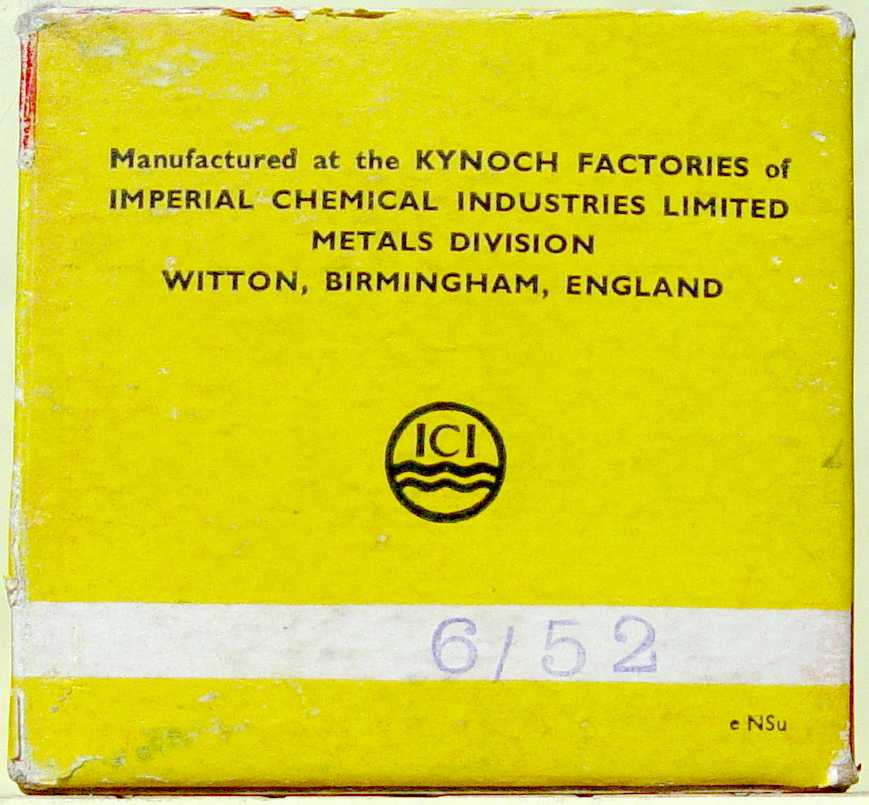 Manufactured at the KYNOCH FACTORIES of
IMPERIAL CHEMICAL INDUSTRIES LIMITED
METALS DIVISION
WITTON, BIRMINGHAM, ENGLAND
ICI
6/52
e NSu